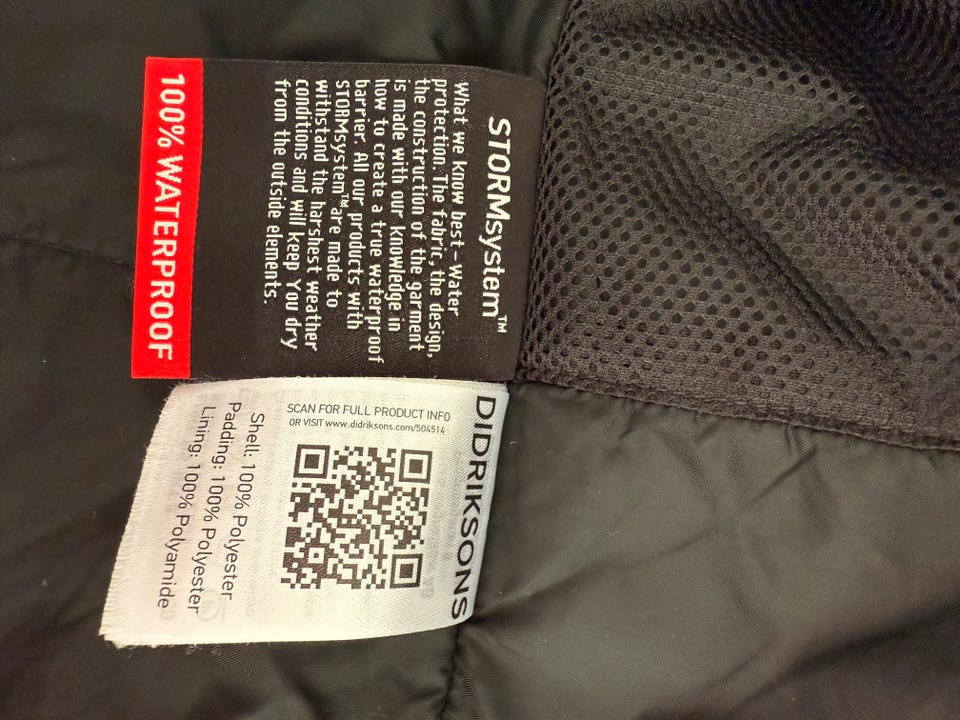 STORMsystem™
What we know best – Water
protection. The fabric, the design,
the construction of the garment
is made with our knowledge in
how to create a true waterproof
barrier. All our products with
STORMsystem™ are made to
withstand the harshest weather
conditions and will keep You dry
from the outside elements.
100% WATERPROOF
DIDRIKSONS®
SCAN FOR FULL PRODUCT INFO
OR VISIT www.didriksons.com/504514
Shell: 100% Polyester
Padding: 100% Polyester
Lining: 100% Polyamide